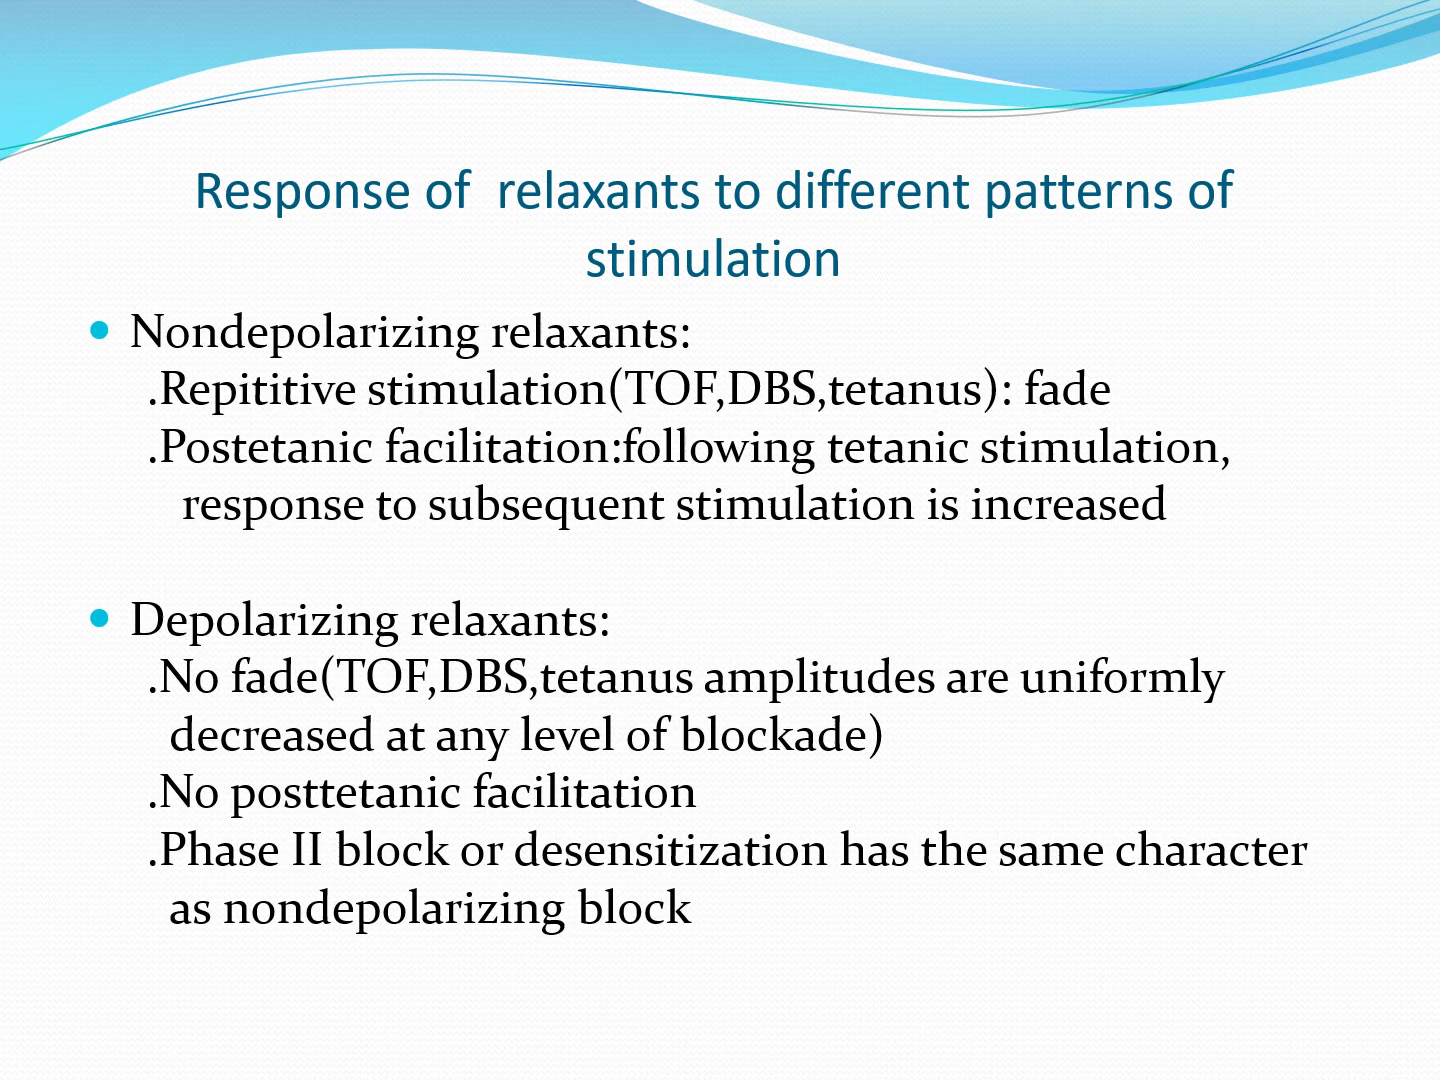 Response of  relaxants to different patterns of
stimulation
• Nondepolarizing relaxants:
.Repititive stimulation(TOF,DBS,tetanus): fade
.Postetanic facilitation:following tetanic stimulation,
response to subsequent stimulation is increased
• Depolarizing relaxants:
.No fade(TOF,DBS,tetanus amplitudes are uniformly
decreased at any level of blockade)
.No posttetanic facilitation
.Phase II block or desensitization has the same character
as nondepolarizing block